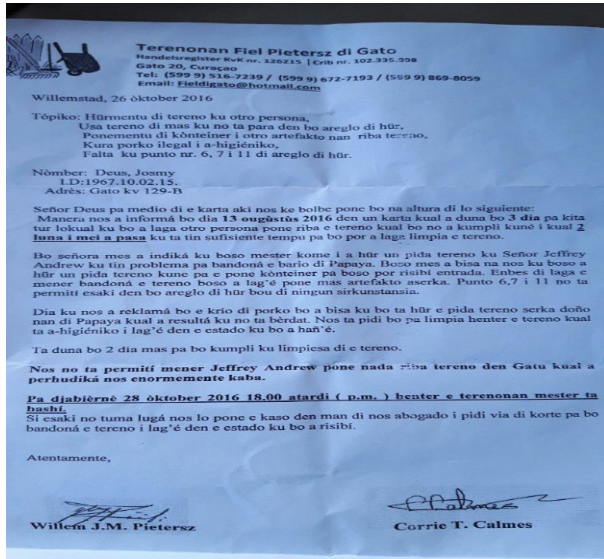 Terenonan Fiel Pietersz di Gato
Handelsregister KvK nr. 126215 | Crib nr. 102.335.398
Gato 20, Curaçao
Tel: (599 9) 516-7239 / (599 9) 672-7193 / (599 9) 869-8059
Email: Fieldigato@hotmail.com
Willemstad, 26 òktober 2016
Tópiko: Hürmentu di tereno ku otro persona,
Usa tereno di mas ku no ta para den bo areglo di hür,
Ponementu di kònteiner i otro artefakto nan riba tereno,
Kura porko ilegal i a-higiéniko,
Falta ku punto nr. 6, 7 i 11 di areglo di hür.
Nòmber: Deus, Josmy
I.D:1967.10.02.15.
Adrès: Gato kv 129-B
Señor Deus pa medio di e karta aki nos ke bolbe pone bo na altura di lo siguiente:
Manera nos a informá bo dia 13 ougùstùs 2016 den un karta kual a duna bo 3 dia pa kita
tur lokual ku bo a laga otro persona pone riba e tereno kual bo no a kumpli kuné i kual 2
luna i mei a pasa ku ta tin sufisiente tempu pa bo por a laga limpia e tereno.
Bo señora mes a indiká ku boso mester kome i a hür un pida tereno ku Señor Jeffrey
Andrew ku tin problema pa bandoná e bario di Papaya. Boso mes a bisa na nos ku boso a
hür un pida tereno kune pa e pone kònteiner pa boso por risibi entrada. Enbes di laga e
mener bandoná e tereno boso a lag'é pone mas artefakto aserka. Punto 6,7 i 11 no ta
permití esaki den bo areglo di hür bou di ningun sirkunstansia.
Dia ku nos a reklamá bo e krio di porko bo a bisa ku bo ta hür e pida tereno serka doño
nan di Papaya kual a resultá ku no ta bèrdat. Nos ta pidi bo pa limpia henter e tereno kual
ta a-higiéniko i lag'é den e estado ku bo a hañ'é.
Ta duna bo 2 dia mas pa bo kumpli ku limpiesa di e tereno.
Nos no ta permití mener Jeffrey Andrew pone nada riba tereno den Gatu kual a
perhudiká nos enormemente kaba.
Pa djabièrnè 28 òktober 2016 18.00 atardi ( p.m. ) henter e terenonan mester ta
bashí.
Si esaki no tuma lugá nos lo pone e kaso den man di nos abogado i pidi via di korte pa bo
bandoná e tereno i lag'é den e estado ku bo a risibí.
Atentamente,
Willem J.M. Pietersz
Corrie T. Calmes